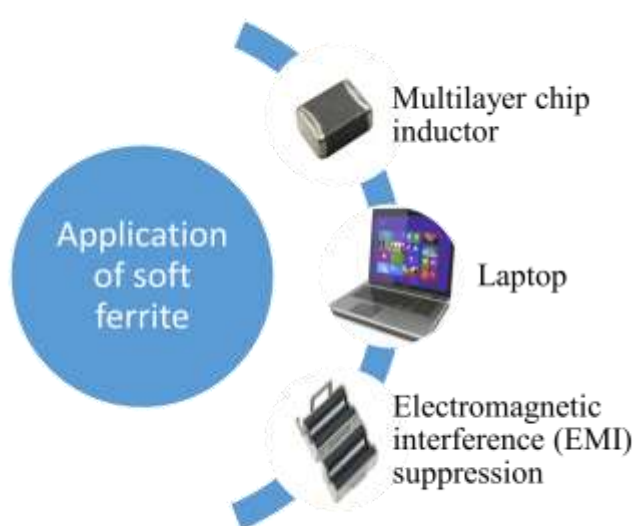 Application
of soft
ferrite
Multilayer chip
inductor
Laptop
Electromagnetic
interference (EMI)
suppression